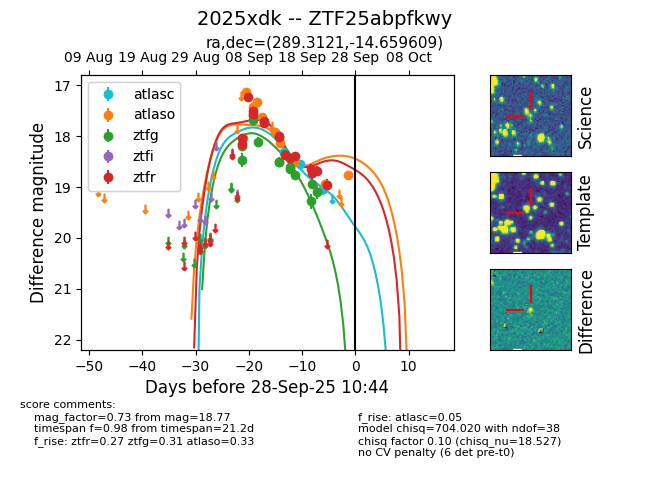 2025xdk -- ZTF25abpfkwy
ra,dec=(289.3121,-14.659609)
09 Aug 19 Aug 29 Aug 08 Sep 18 Sep 28 Sep 08 Oct
17
18
19
20
21
22
Difference magnitude
atlasc
atlaso
ztfg
ztfi
ztfr
−50 −40 −30 −20 −10 0 10
Days before 28-Sep-25 10:44
Science
Template
Difference
score comments:
mag_factor=0.73 from mag=18.77
timespan f=0.98 from timespan=21.2d
f_rise: ztfr=0.27 ztfg=0.31 atlaso=0.33
f_rise: atlasc=0.05
model chisq=704.020 with ndof=38
chisq factor 0.10 (chisq_nu=18.527)
no CV penalty (6 det pre-t0)